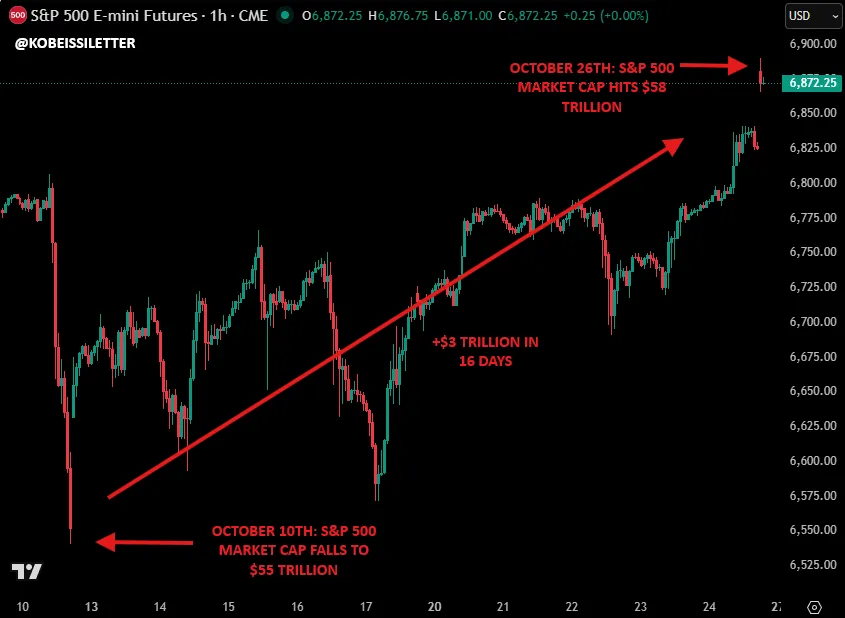 500 S&P 500 E-mini Futures · 1h · CME O6,872.25 H6,876.75 L6,871.00 C6,872.25 +0.25 (+0.00%) USD
@KOBEISSILETTER
6,900.00
OCTOBER 26TH: S&P 500
MARKET CAP HITS $58
TRILLION
6,872.25
6,850.00
6,825.00
6,800.00
6,775.00
6,750.00
6,725.00
6,700.00
+$3 TRILLION IN
16 DAYS
6,675.00
6,650.00
6,625.00
6,600.00
6,575.00
OCTOBER 10TH: S&P 500
MARKET CAP FALLS TO
$55 TRILLION
6,550.00
6,525.00
10 13 14 15 16 17 20 21 22 23 24